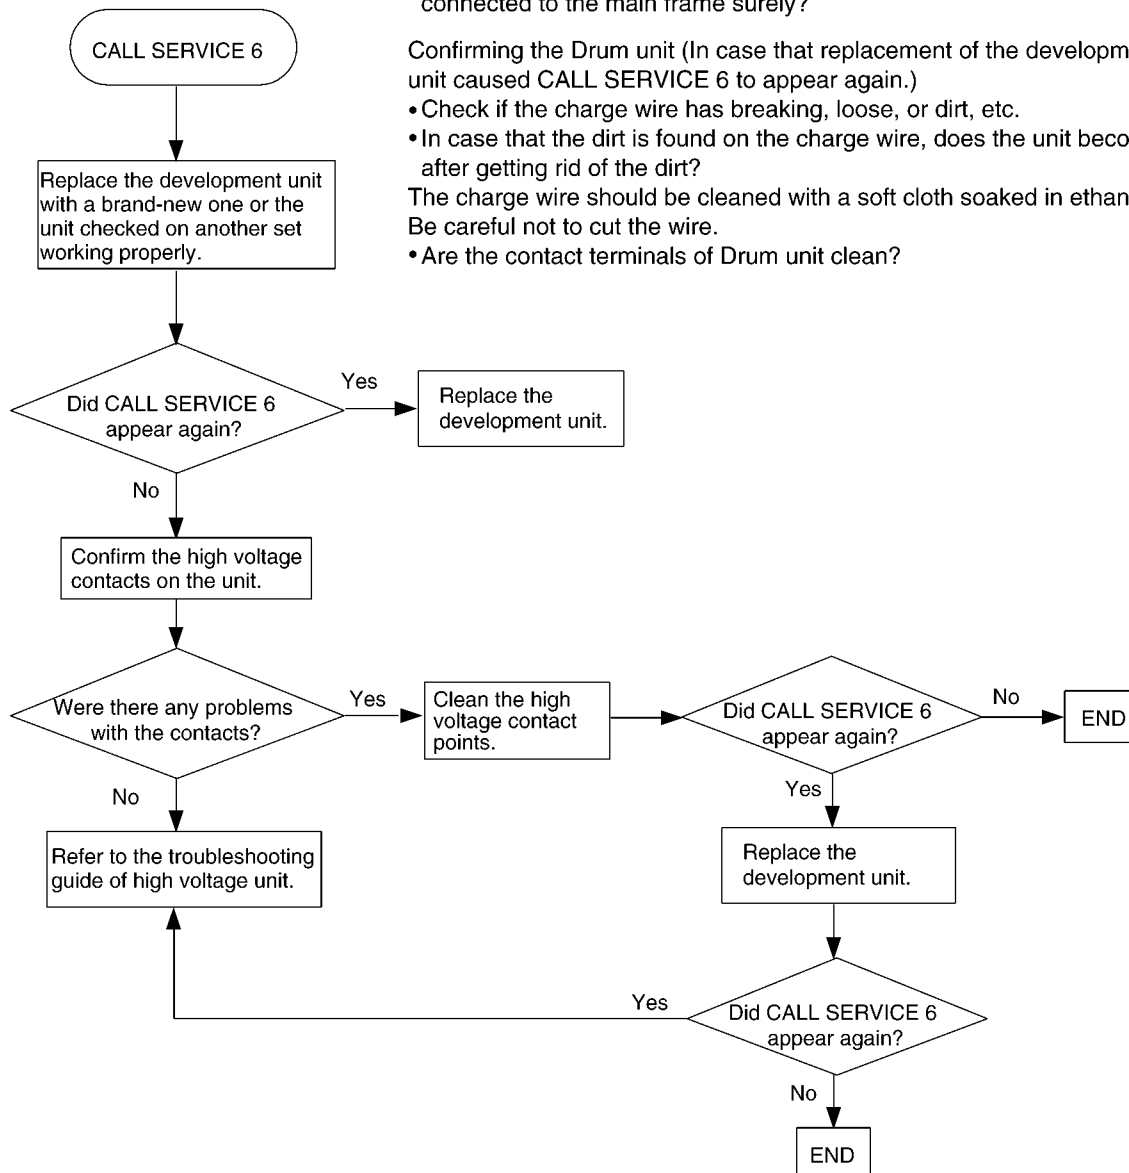 connected to the main frame surely?
CALL SERVICE 6
Confirming the Drum unit (In case that replacement of the
unit caused CALL SERVICE 6 to appear again.)
• Check if the charge wire has breaking, loose, or dirt, etc.
• In case that the dirt is found on the charge wire, does the unit
after getting rid of the dirt?
The charge wire should be cleaned with a soft cloth soaked in
Be careful not to cut the wire.
• Are the contact terminals of Drum unit clean?
Replace the development unit
with a brand-new one or the
unit checked on another set
working properly.
Did CALL SERVICE 6
appear again?
Yes
Replace the
development unit.
No
Confirm the high voltage
contacts on the unit.
Were there any problems
with the contacts?
Yes
Clean the high
voltage contact
points.
Did CALL SERVICE 6
appear again?
No
END
No
Yes
Refer to the troubleshooting
guide of high voltage unit.
Replace the
development unit.
Did CALL SERVICE 6
appear again?
Yes
No
END